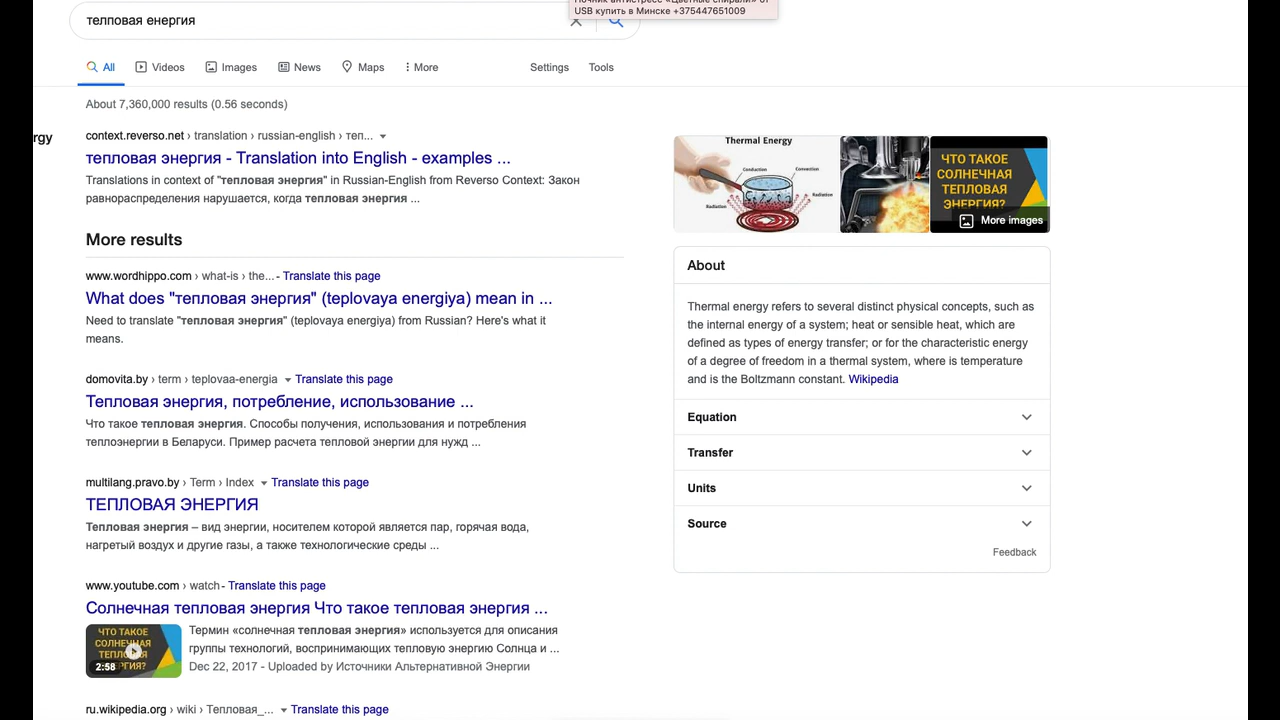 телловая енергия
Ночник антистресс «Цветные спирали» от
USB купить в Минске +375447651009
All Videos Images News Maps More Settings Tools
About 7,360,000 results (0.56 seconds)
rgy
context.reverso.net › translation › russian-english › теп...
тепловая энергия - Translation into English - examples ...
Translations in context of "тепловая энергия" in Russian-English from Reverso Context: Закон
равнораспределения нарушается, когда тепловая энергия ...
More results
www.wordhippo.com › what-is › the... - Translate this page
What does "тепловая энергия" (teplovaya energiya) mean in ...
Need to translate "тепловая энергия" (teplovaya energiya) from Russian? Here's what it
means.
domovita.by › term › teplovaa-energia Translate this page
Тепловая энергия, потребление, использование ...
Что такое тепловая энергия. Способы получения, использования и потребления
теплоэнергии в Беларуси. Пример расчета тепловой энергии для нужд ...
multilang.pravo.by › Term › Index Translate this page
ТЕПЛОВАЯ ЭНЕРГИЯ
Тепловая энергия – вид энергии, носителем которой является пар, горячая вода,
нагретый воздух и другие газы, а также технологические среды ...
www.youtube.com › watch - Translate this page
Солнечная тепловая энергия Что такое тепловая энергия ...
ЧТО ТАКОЕ
СОЛНЕЧНАЯ
ТЕПЛОВАЯ
ЭНЕРГИЯ?
2:58
Термин «солнечная тепловая энергия» используется для описания
группы технологий, воспринимающих тепловую энергию Солнца и ...
Dec 22, 2017 - Uploaded by Источники Альтернативной Энергии
ru.wikipedia.org › wiki › Тепловая_... Translate this page
Thermal Energy
Conduction
Convection
Radiation
Radiation
ЧТО ТАКОЕ
СОЛНЕЧНАЯ
ТЕПЛОВАЯ
ЭНЕРГИЯ?
More images
About
Thermal energy refers to several distinct physical concepts, such as
the internal energy of a system; heat or sensible heat, which are
defined as types of energy transfer; or for the characteristic energy
of a degree of freedom in a thermal system, where is temperature
and is the Boltzmann constant. Wikipedia
Equation
Transfer
Units
Source
Feedback